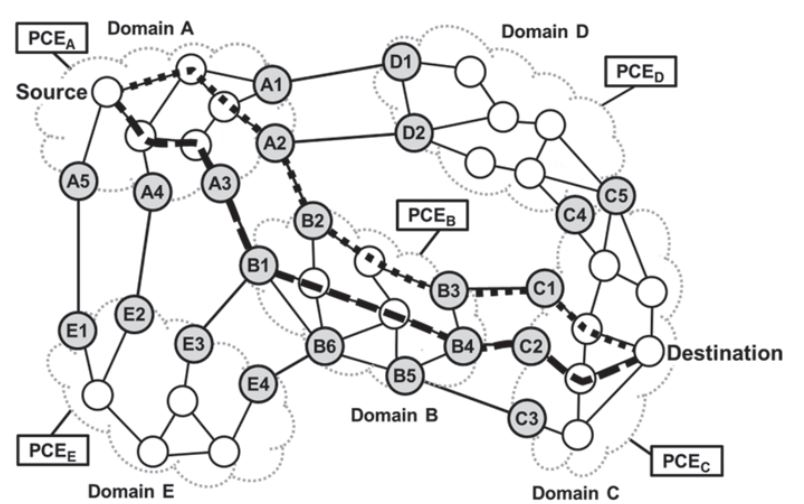 Domain A
Domain D
PCEA
PCED
Source
A1
D1
A2
D2
A5
A4
A3
C5
C4
PCEB
B2
B1
B3
C1
E1
E2
E3
B6
B4
C2
Destination
E4
B5
C3
Domain B
PCEE
PCEC
Domain E
Domain C